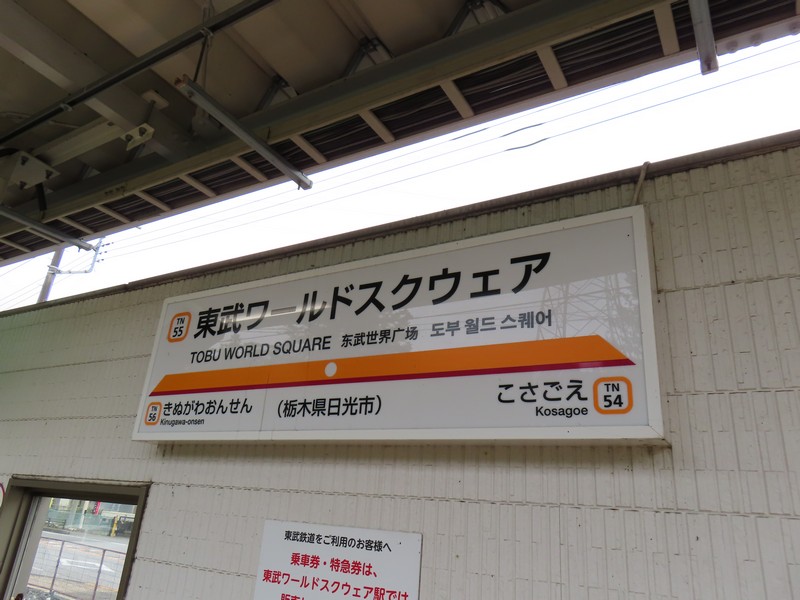 TN 55 東武ワールドスクウェア
TOBU WORLD SQUARE 东武世界广场 도부 월드 스퀘어
TN 56 きぬがわおんせん (栃木県日光市) こさごえ TN 54
Kinugawa-onsen Kosagoe
東武鉄道をご利用のお客様へ
乗車券・特急券は、
東武ワールドスクウェア駅では